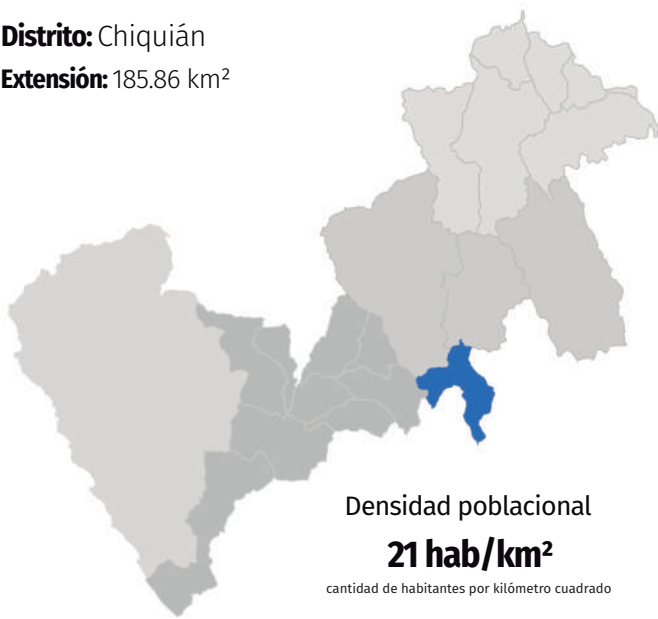 Distrito: Chiquián
Extensión: 185.86 km²
Densidad poblacional
21 hab/km²
cantidad de habitantes por kilómetro cuadrado